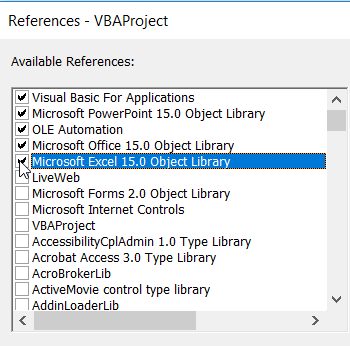 References - VBAProject
Available References:
Visual Basic For Applications
Microsoft PowerPoint 15.0 Object Library
OLE Automation
Microsoft Office 15.0 Object Library
Microsoft Excel 15.0 Object Library
LiveWeb
Microsoft Forms 2.0 Object Library
Microsoft Internet Controls
VBAProject
AccessibilityCplAdmin 1.0 Type Library
Acrobat Access 3.0 Type Library
AcroBrokerLib
ActiveMovie control type library
AddinLoaderLib